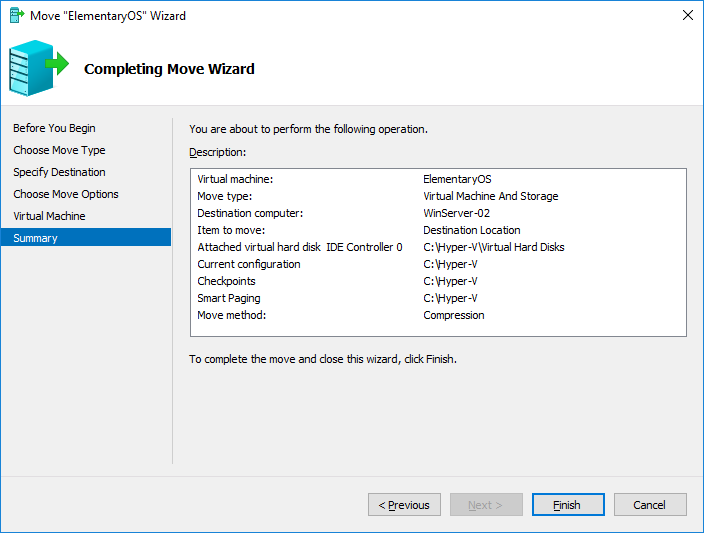 Move "ElementaryOS" Wizard
Completing Move Wizard
Before You Begin
Choose Move Type
Specify Destination
Choose Move Options
Virtual Machine
Summary
You are about to perform the following operation.
Description:
Virtual machine: ElementaryOS
Move type: Virtual Machine And Storage
Destination computer: WinServer-02
Item to move: Destination Location
Attached virtual hard disk  IDE Controller 0 C:\Hyper-V\Virtual Hard Disks
Current configuration C:\Hyper-V
Checkpoints C:\Hyper-V
Smart Paging C:\Hyper-V
Move method: Compression
To complete the move and close this wizard, click Finish.
< Previous Next > Finish Cancel